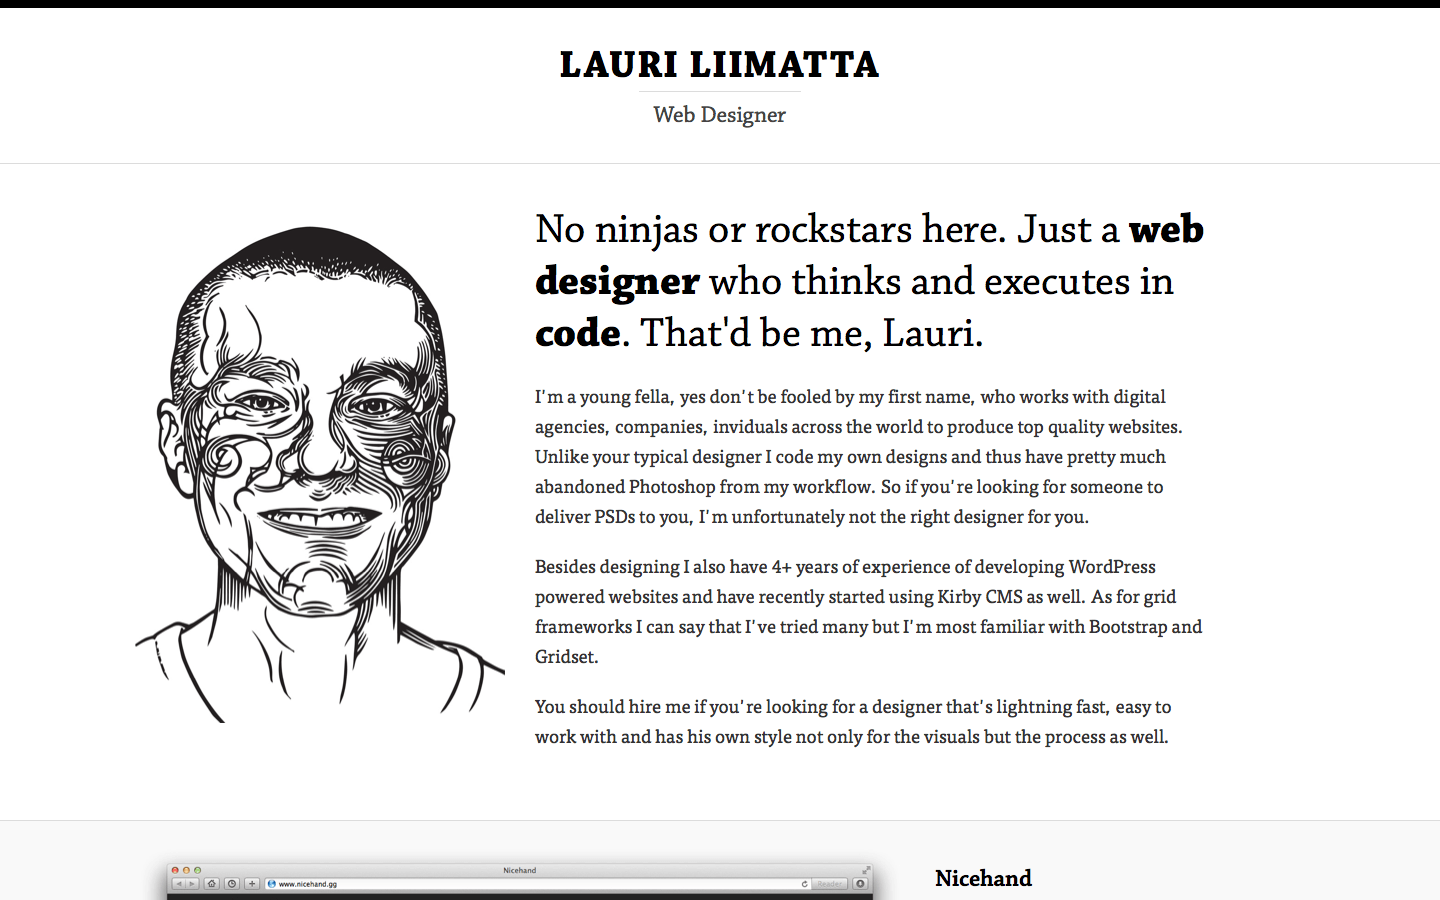 LAURI LIIMATTA
Web Designer
No ninjas or rockstars here. Just a web
designer who thinks and executes in
code. That'd be me, Lauri.
I'm a young fella, yes don't be fooled by my first name, who works with digital
agencies, companies, inviduals across the world to produce top quality websites.
Unlike your typical designer I code my own designs and thus have pretty much
abandoned Photoshop from my workflow. So if you're looking for someone to
deliver PSDs to you, I'm unfortunately not the right designer for you.
Besides designing I also have 4+ years of experience of developing WordPress
powered websites and have recently started using Kirby CMS as well. As for grid
frameworks I can say that I've tried many but I'm most familiar with Bootstrap and
Gridset.
You should hire me if you're looking for a designer that's lightning fast, easy to
work with and has his own style not only for the visuals but the process as well.
Nicehand
www.nicehand.gg
Reader
Nicehand